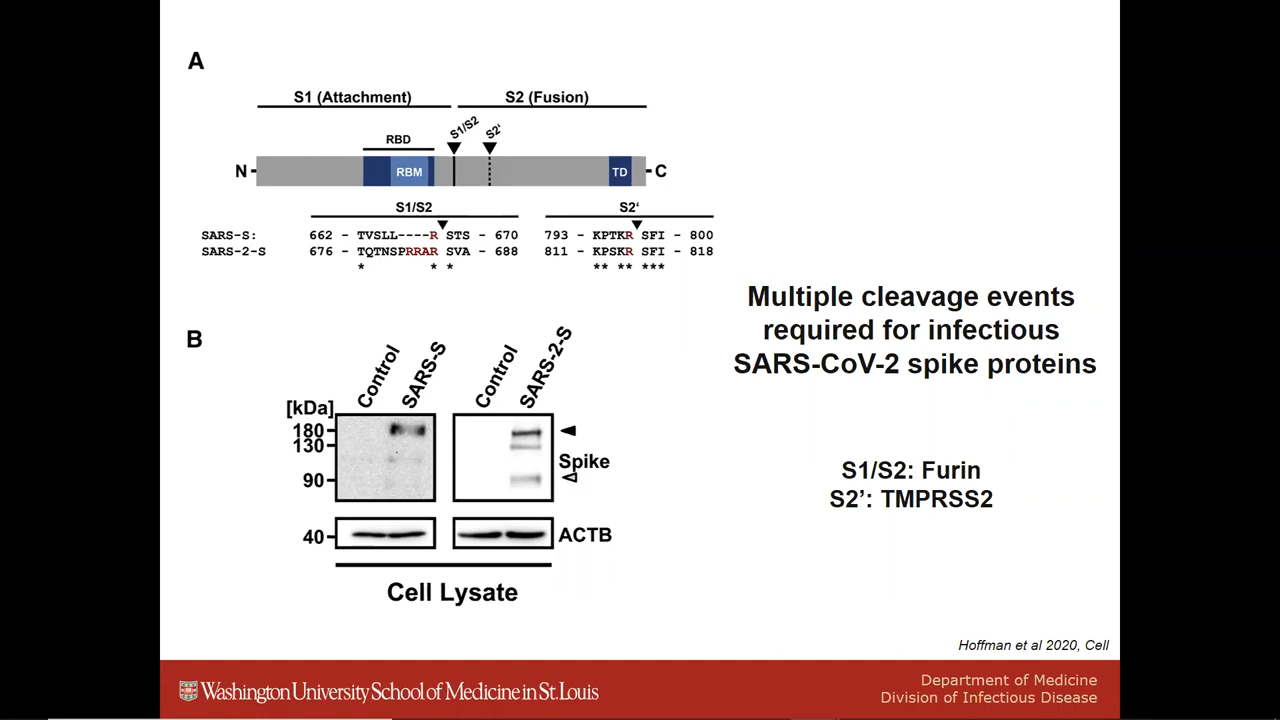 A
S1 (Attachment) S2 (Fusion)
RBD S1/S2 S2‘
N RBM TD C
S1/S2 S2‘
SARS-S: 662 - TVSLL----R STS - 670 793 - KPTKR SFI - 800
SARS-2-S 676 - TQTNSPRRAR SVA - 688 811 - KPSKR SFI - 818
* * * ** ** ***
Multiple cleavage events
required for infectious
SARS-CoV-2 spike proteins
B
Control SARS-S Control SARS-2-S
[kDa]
180
130
Spike
90
40 ACTB
Cell Lysate
S1/S2: Furin
S2’: TMPRSS2
Hoffman et al 2020, Cell
Washington University School of Medicine in St. Louis
Department of Medicine
Division of Infectious Disease